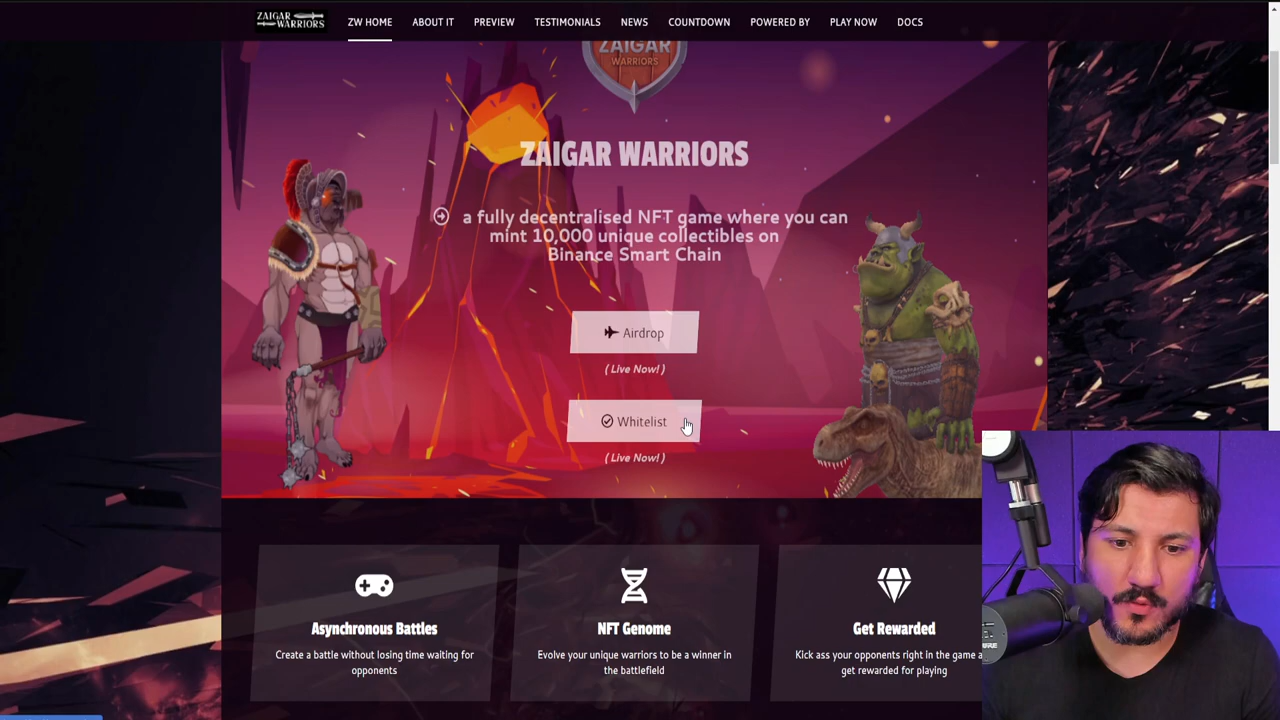 ZAIGAR
WARRIORS
ZW HOME
ABOUT IT
PREVIEW
TESTIMONIALS
NEWS
COUNTDOWN
POWERED BY
PLAY NOW
DOCS
ZAIGAR
WARRIORS
ZAIGAR WARRIORS
a fully decentralised NFT game where you can
mint 10,000 unique collectibles on
Binance Smart Chain
Airdrop
( Live Now! )
Whitelist
( Live Now! )
Asynchronous Battles
Create a battle without losing time waiting for
opponents
NFT Genome
Evolve your unique warriors to be a winner in
the battlefield
Get Rewarded
Kick ass your opponents right in the game a
get rewarded for playing